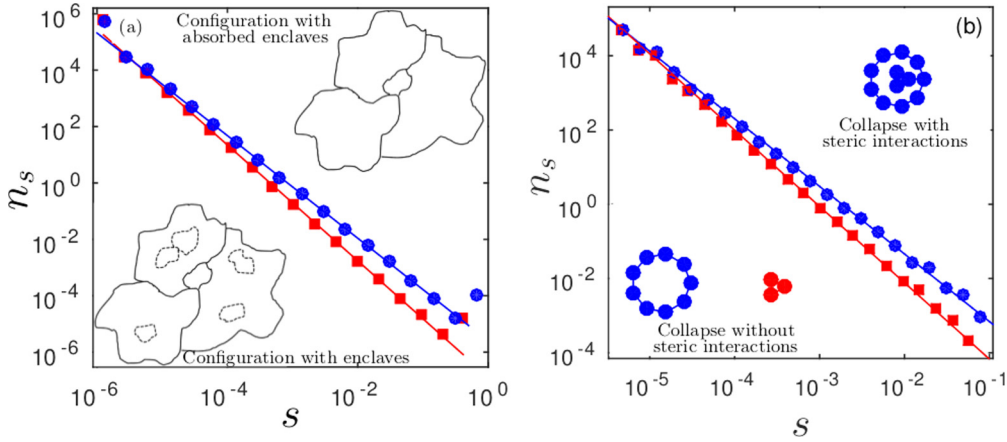 (a)
Configuration with
absorbed enclaves
Configuration with enclaves
n_s
10^6
10^4
10^2
10^0
10^-2
10^-4
10^-6
10^-6
10^-4
10^-2
10^0
s
(b)
Collapse with
steric interactions
Collapse without
steric interactions
n_s
10^4
10^2
10^0
10^-2
10^-4
10^-5
10^-4
10^-3
10^-2
10^-1
s